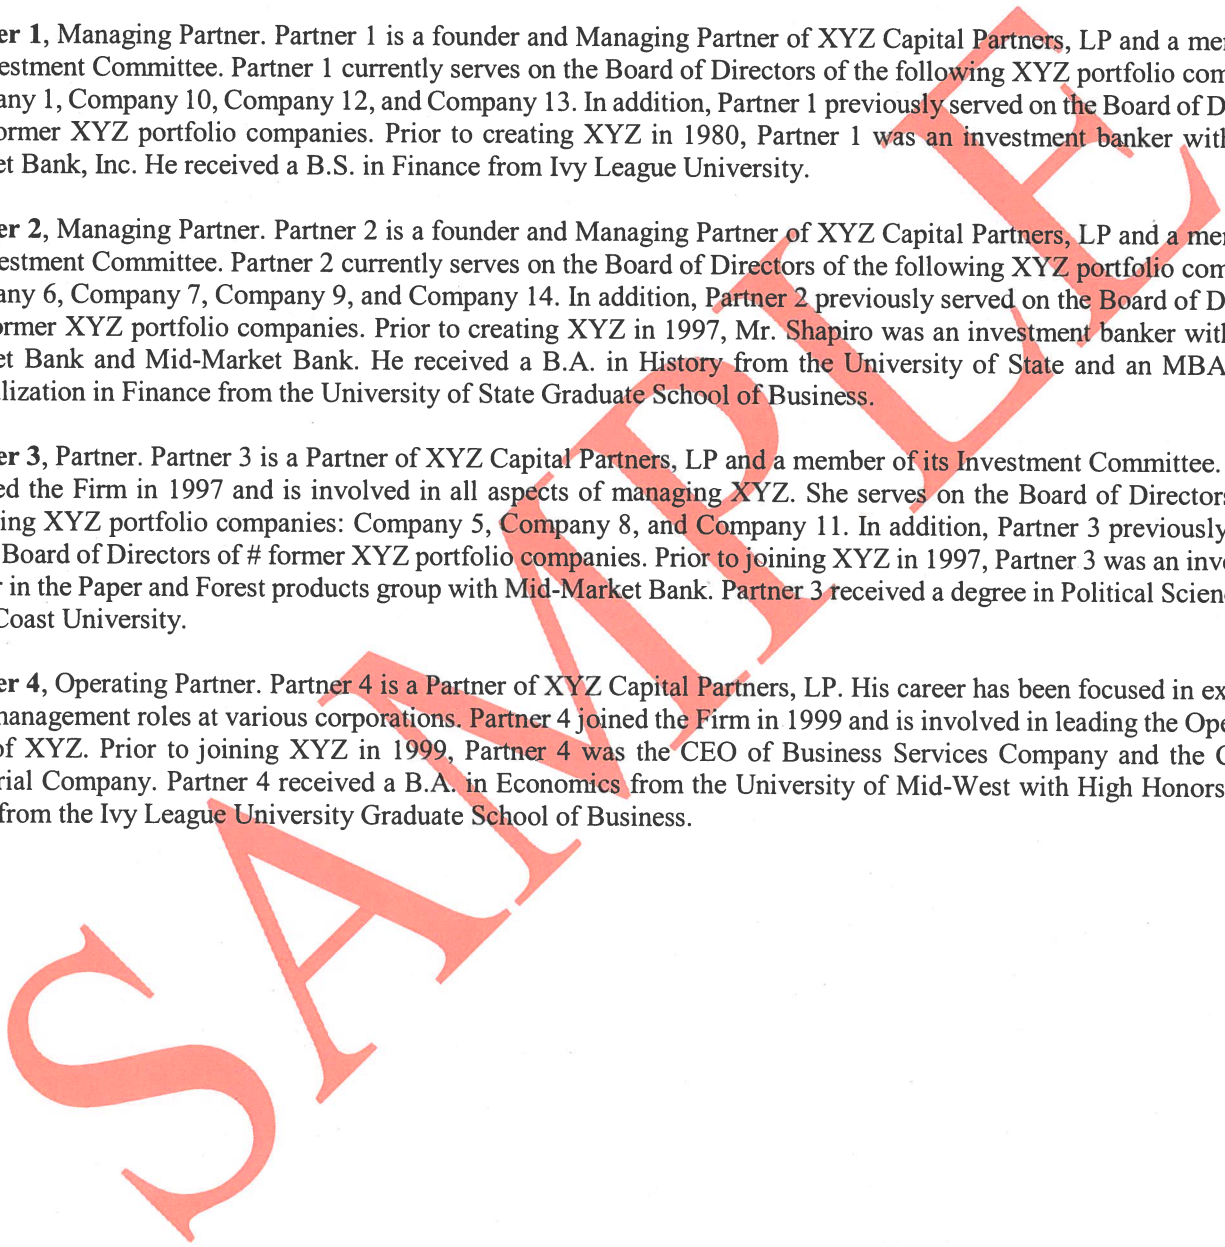 er 1, Managing Partner. Partner 1 is a founder and Managing Partner of XYZ Capital Partners, LP and a me
estment Committee. Partner 1 currently serves on the Board of Directors of the following XYZ portfolio com
any 1, Company 10, Company 12, and Company 13. In addition, Partner 1 previously served on the Board of D
ormer XYZ portfolio companies. Prior to creating XYZ in 1980, Partner 1 was an investment banker with
et Bank, Inc. He received a B.S. in Finance from Ivy League University.
er 2, Managing Partner. Partner 2 is a founder and Managing Partner of XYZ Capital Partners, LP and a me
estment Committee. Partner 2 currently serves on the Board of Directors of the following XYZ portfolio com
any 6, Company 7, Company 9, and Company 14. In addition, Partner 2 previously served on the Board of D
ormer XYZ portfolio companies. Prior to creating XYZ in 1997, Mr. Shapiro was an investment banker with
et Bank and Mid-Market Bank. He received a B.A. in History from the University of State and an MBA
lization in Finance from the University of State Graduate School of Business.
er 3, Partner. Partner 3 is a Partner of XYZ Capital Partners, LP and a member of its Investment Committee.
ed the Firm in 1997 and is involved in all aspects of managing XYZ. She serves on the Board of Directors
ing XYZ portfolio companies: Company 5, Company 8, and Company 11. In addition, Partner 3 previously
Board of Directors of # former XYZ portfolio companies. Prior to joining XYZ in 1997, Partner 3 was an inve
r in the Paper and Forest products group with Mid-Market Bank. Partner 3 received a degree in Political Scien
Coast University.
er 4, Operating Partner. Partner 4 is a Partner of XYZ Capital Partners, LP. His career has been focused in ex
management roles at various corporations. Partner 4 joined the Firm in 1999 and is involved in leading the Ope
of XYZ. Prior to joining XYZ in 1999, Partner 4 was the CEO of Business Services Company and the C
rial Company. Partner 4 received a B.A. in Economics from the University of Mid-West with High Honors
from the Ivy League University Graduate School of Business.
SAMPLE